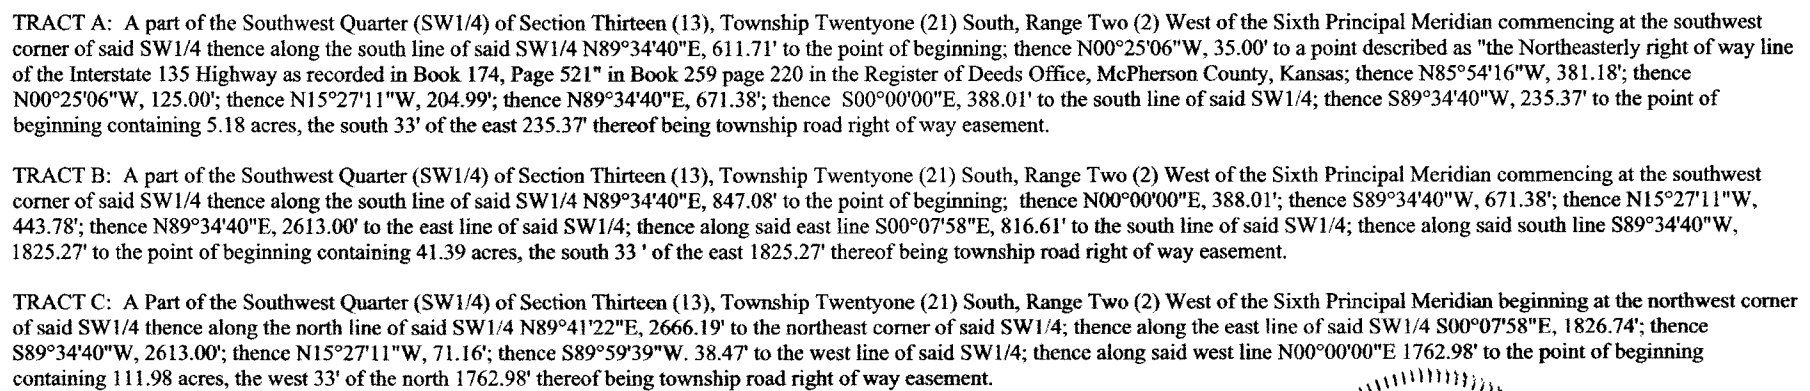 TRACT A: A part of the Southwest Quarter (SW1/4) of Section Thirteen (13), Township Twentyone (21) South, Range Two (2) West of the Sixth Principal Meridian commencing at the southwest
corner of said SW1/4 thence along the south line of said SW1/4 N89°34'40"E, 611.71' to the point of beginning; thence N00°25'06"W, 35.00' to a point described as "the Northeasterly right of way line
of the Interstate 135 Highway as recorded in Book 174, Page 521" in Book 259 page 220 in the Register of Deeds Office, McPherson County, Kansas; thence N85°54'16"W, 381.18'; thence
N00°25'06"W, 125.00'; thence N15°27'11"W, 204.99'; thence N89°34'40"E, 671.38'; thence S00°00'00"E, 388.01' to the south line of said SW1/4; thence S89°34'40"W, 235.37' to the point of
beginning containing 5.18 acres, the south 33' of the east 235.37' thereof being township road right of way easement.
TRACT B: A part of the Southwest Quarter (SW1/4) of Section Thirteen (13), Township Twentyone (21) South, Range Two (2) West of the Sixth Principal Meridian commencing at the southwest
corner of said SW1/4 thence along the south line of said SW1/4 N89°34'40"E, 847.08' to the point of beginning; thence N00°00'00"E, 388.01'; thence S89°34'40"W, 671.38'; thence N15°27'11"W,
443.78'; thence N89°34'40"E, 2613.00' to the east line of said SW1/4; thence along said east line S00°07'58"E, 816.61' to the south line of said SW1/4; thence along said south line S89°34'40"W,
1825.27' to the point of beginning containing 41.39 acres, the south 33 ' of the east 1825.27' thereof being township road right of way easement.
TRACT C: A Part of the Southwest Quarter (SW1/4) of Section Thirteen (13), Township Twentyone (21) South, Range Two (2) West of the Sixth Principal Meridian beginning at the northwest corner
of said SW1/4 thence along the north line of said SW1/4 N89°41'22"E, 2666.19' to the northeast corner of said SW1/4; thence along the east line of said SW1/4 S00°07'58"E, 1826.74'; thence
S89°34'40"W, 2613.00'; thence N15°27'11"W, 71.16'; thence S89°59'39"W. 38.47' to the west line of said SW1/4; thence along said west line N00°00'00"E 1762.98' to the point of beginning
containing 111.98 acres, the west 33' of the north 1762.98' thereof being township road right of way easement.